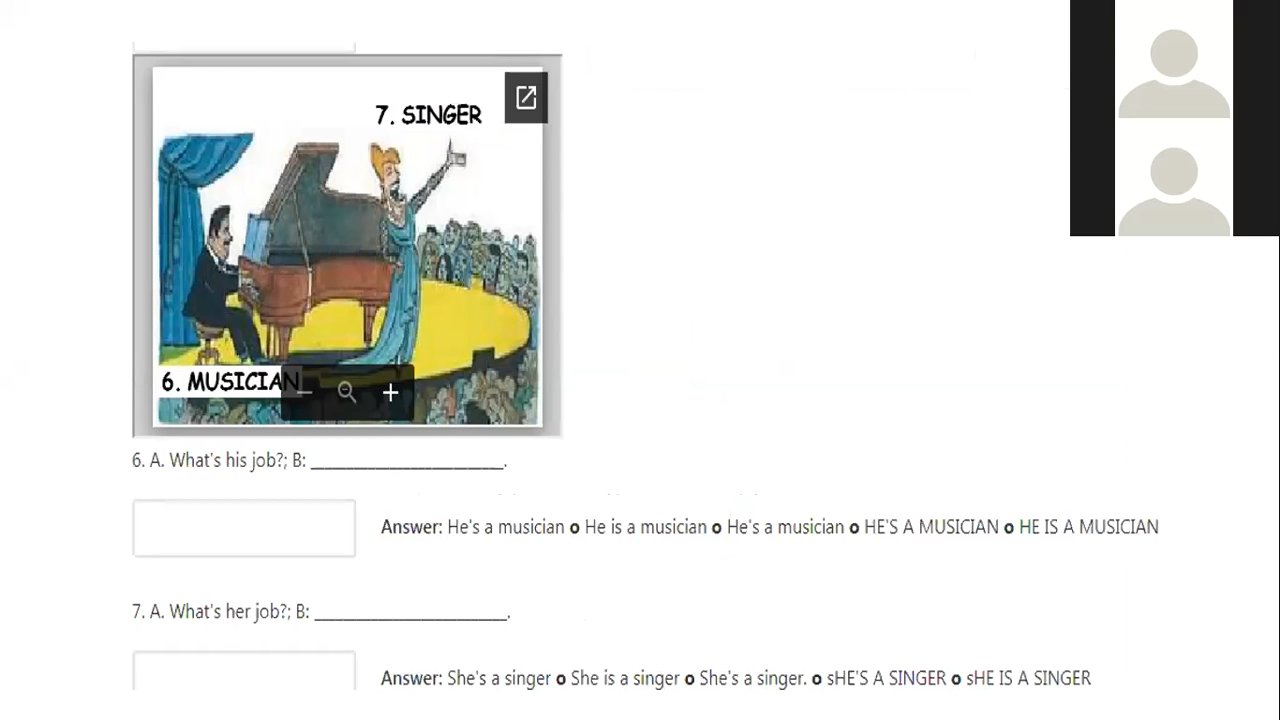 7. SINGER
6. MUSICIAN
6. A. What's his job?; B: _________________________.
Answer: He's a musician o He is a musician o He's a musician o HE'S A MUSICIAN o HE IS A MUSICIAN
7. A. What's her job?; B: _________________________.
Answer: She's a singer o She is a singer o She's a singer. o sHE'S A SINGER o sHE IS A SINGER